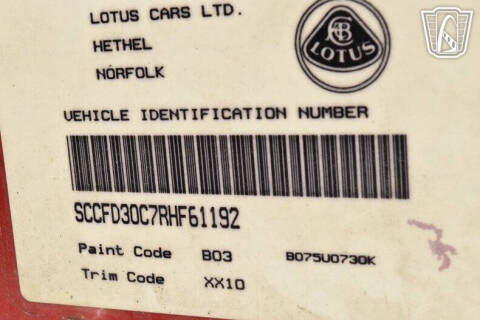 LOTUS CARS LTD.
HETHEL
NORFOLK
LOTUS
VEHICLE IDENTIFICATION NUMBER
SCCFD30C7RHF61192
Paint Code B03 B075U0730K
Trim Code XX10